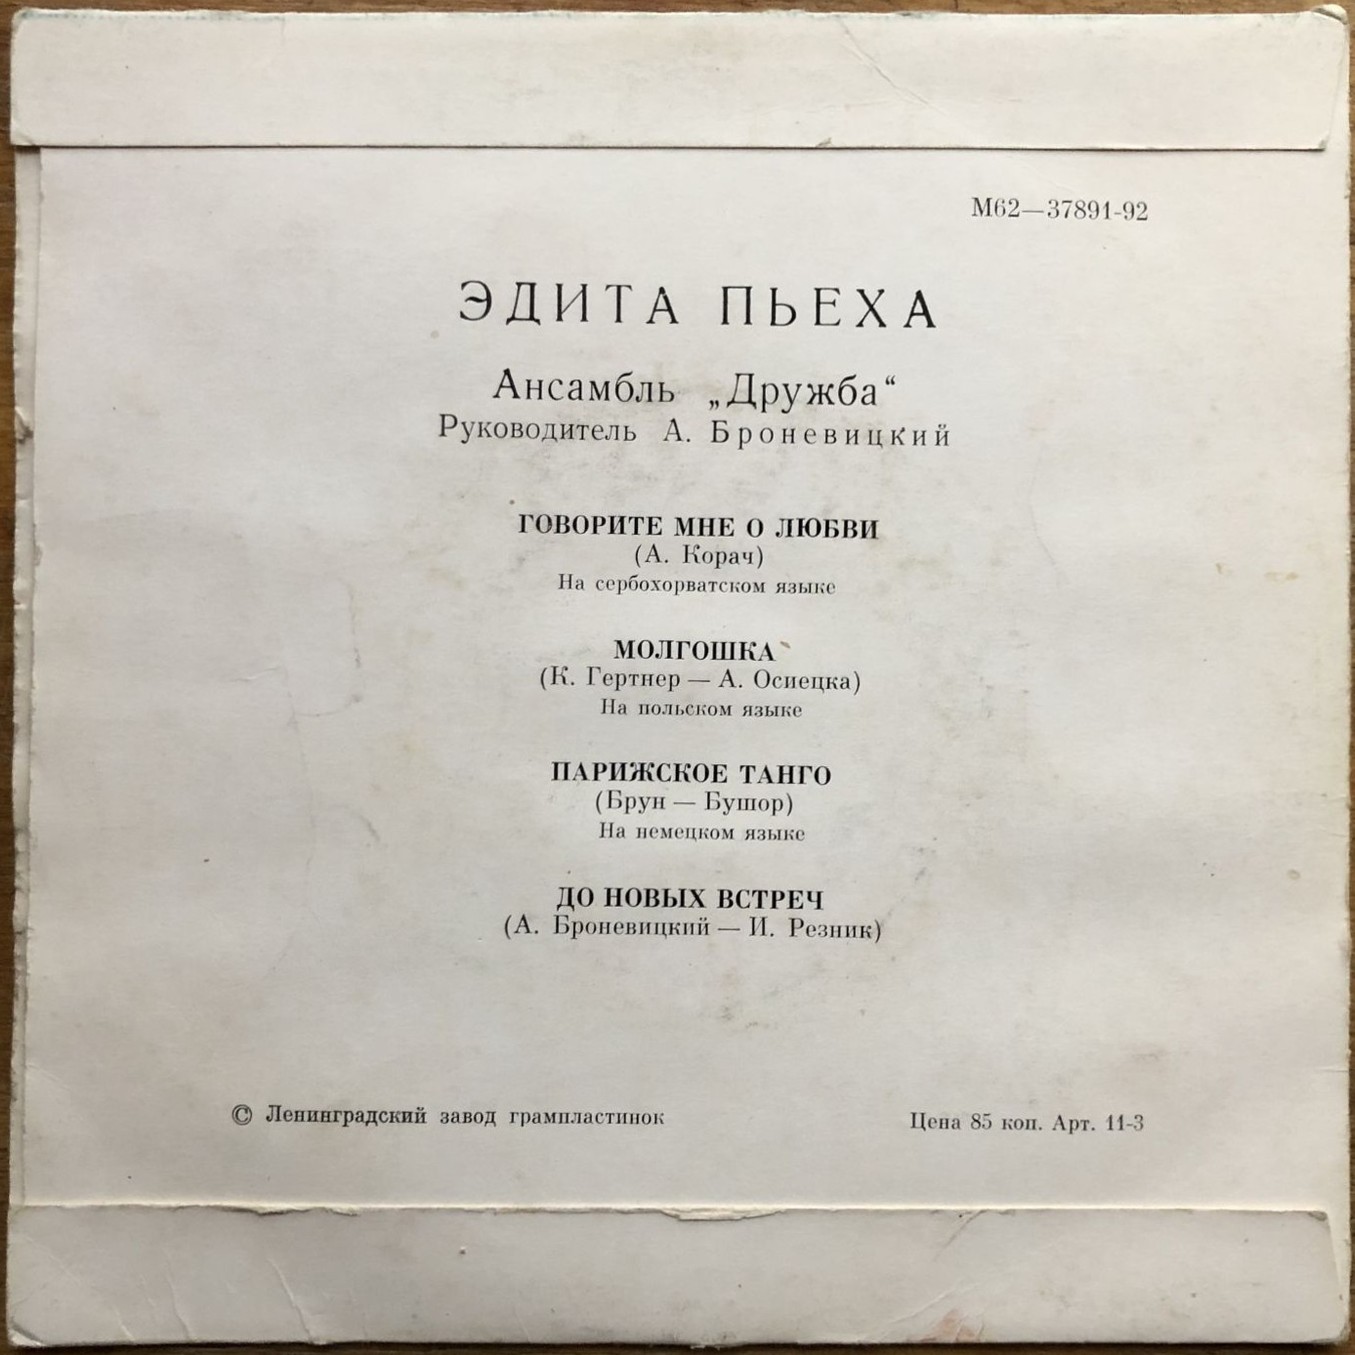 М62—37891-92
ЭДИТА ПЬЕХА
Ансамбль „Дружба“
Руководитель А. Броневицкий
ГОВОРИТЕ МНЕ О ЛЮБВИ
(А. Корач)
На сербохорватском языке
МОЛГОШКА
(К. Гертнер — А. Осиецка)
На польском языке
ПАРИЖСКОЕ ТАНГО
(Брун — Бушор)
На немецком языке
ДО НОВЫХ ВСТРЕЧ
(А. Броневицкий — И. Резник)
© Ленинградский завод грампластинок
Цена 85 коп. Арт. 11-3